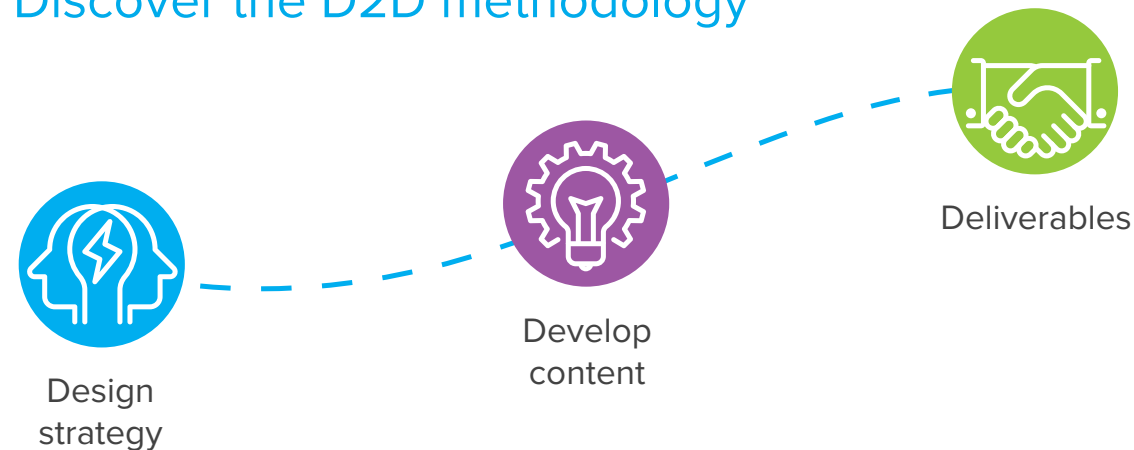 Discover the D2D methodology
Deliverables
Develop
content
Design
strategy